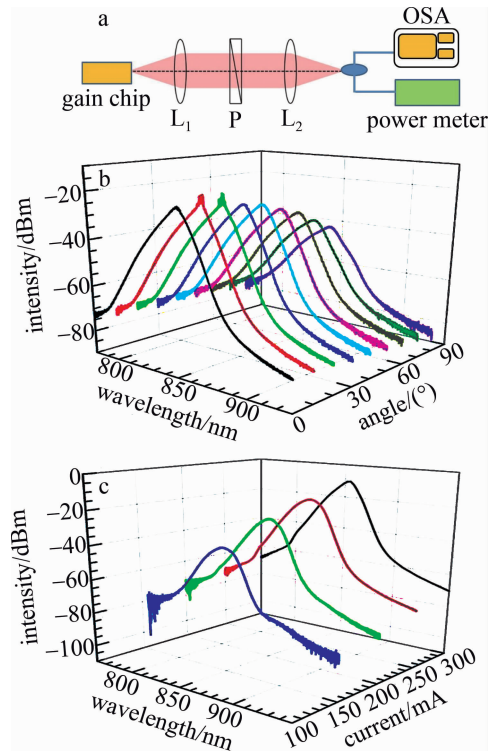 a
OSA
gain chip
L₁
P
L₂
power meter
b
intensity/dBm
−20
−40
−60
−80
800
850
900
wavelength/nm
0
30
60
90
angle/(°)
c
intensity/dBm
0
−20
−40
−60
−80
−100
800
850
900
wavelength/nm
100
150
200
250
300
current/mA